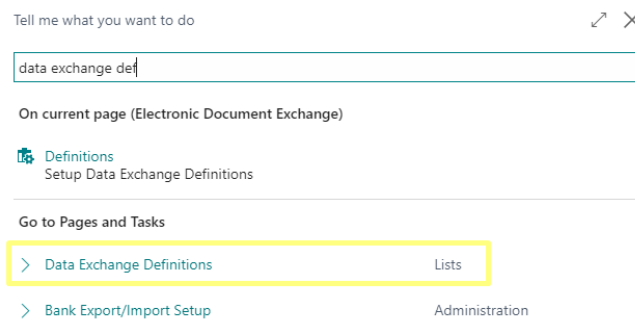 Tell me what you want to do
data exchange def
On current page (Electronic Document Exchange)
Definitions
Setup Data Exchange Definitions
Go to Pages and Tasks
Data Exchange Definitions Lists
Bank Export/Import Setup Administration